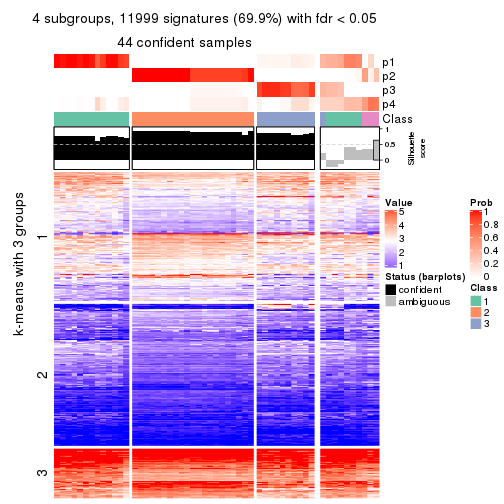 4 subgroups, 11999 signatures (69.9%) with fdr < 0.05
44 confident samples
p1
p2
p3
p4
Class
1
0.5
0
Silhouette
score
k-means with 3 groups
1
2
3
Value
5
4
3
2
1
Status (barplots)
confident
ambiguous
Prob
1
0.8
0.6
0.4
0.2
0
Class
1
2
3